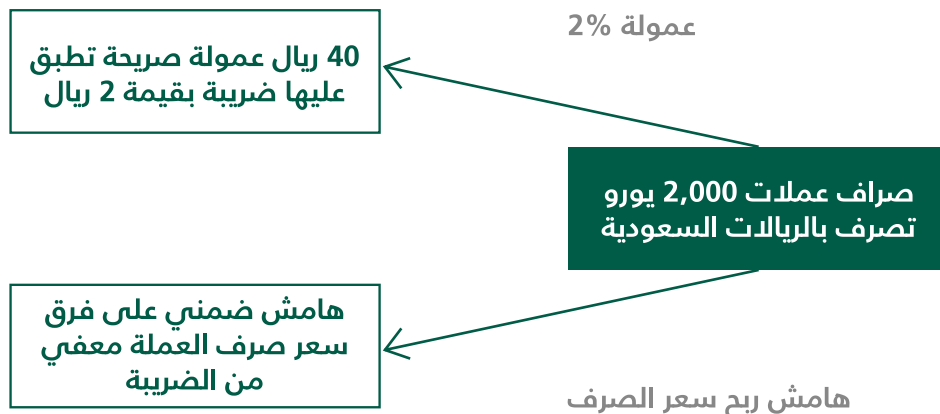 عمولة 2%
40 ريال عمولة صريحة تطبق
عليها ضريبة بقيمة 2 ريال
صراف عملات 2,000 يورو
تصرف بالريالات السعودية
هامش ضمني على فرق
سعر صرف العملة معفي
من الضريبة
هامش ربح سعر الصرف